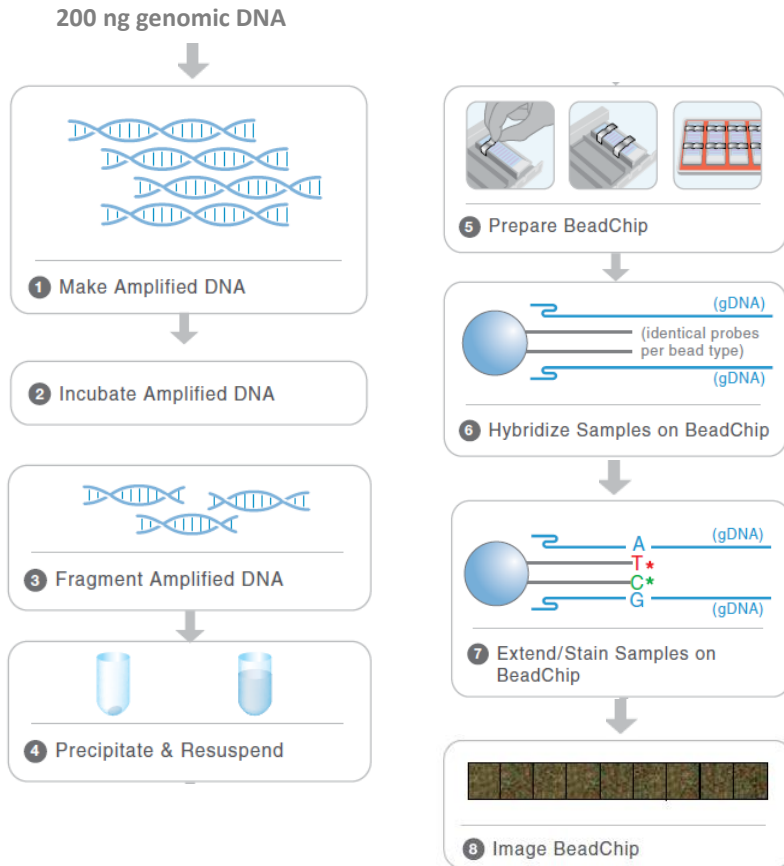 200 ng genomic DNA
1 Make Amplified DNA
2 Incubate Amplified DNA
3 Fragment Amplified DNA
4 Precipitate & Resuspend
5 Prepare BeadChip
(gDNA)
(identical probes
per bead type)
(gDNA)
6 Hybridize Samples on BeadChip
(gDNA)
A
T*
C*
G
(gDNA)
7 Extend/Stain Samples on
BeadChip
8 Image BeadChip